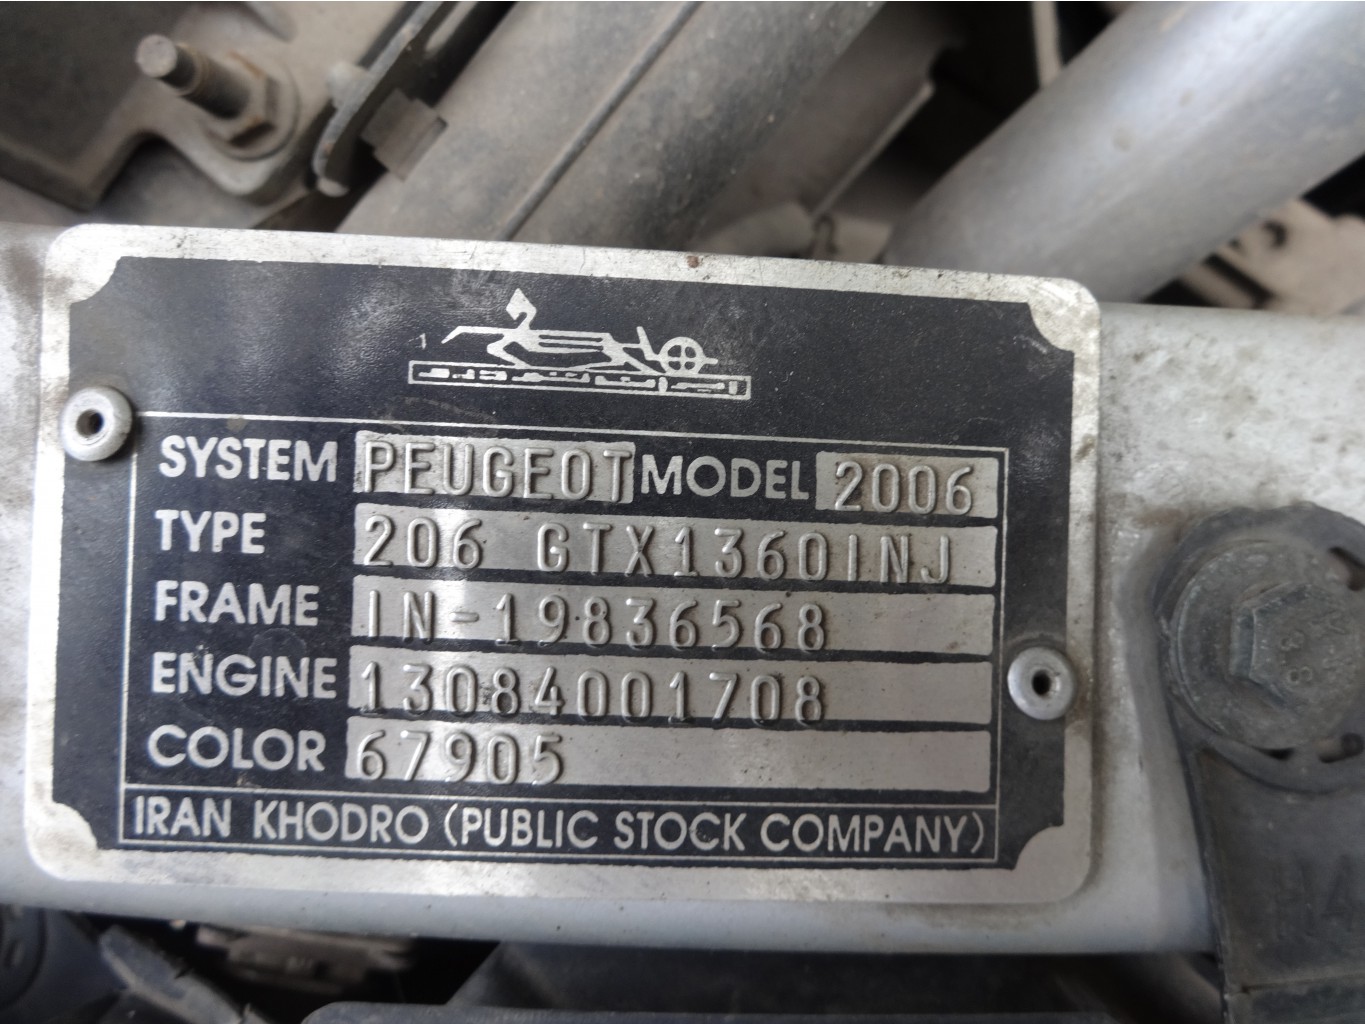 SYSTEM PEUGEOT MODEL 2006
TYPE 206 GTX1360INJ
FRAME IN-19836568
ENGINE 13084001708
COLOR 67905
IRAN KHODRO (PUBLIC STOCK COMPANY)